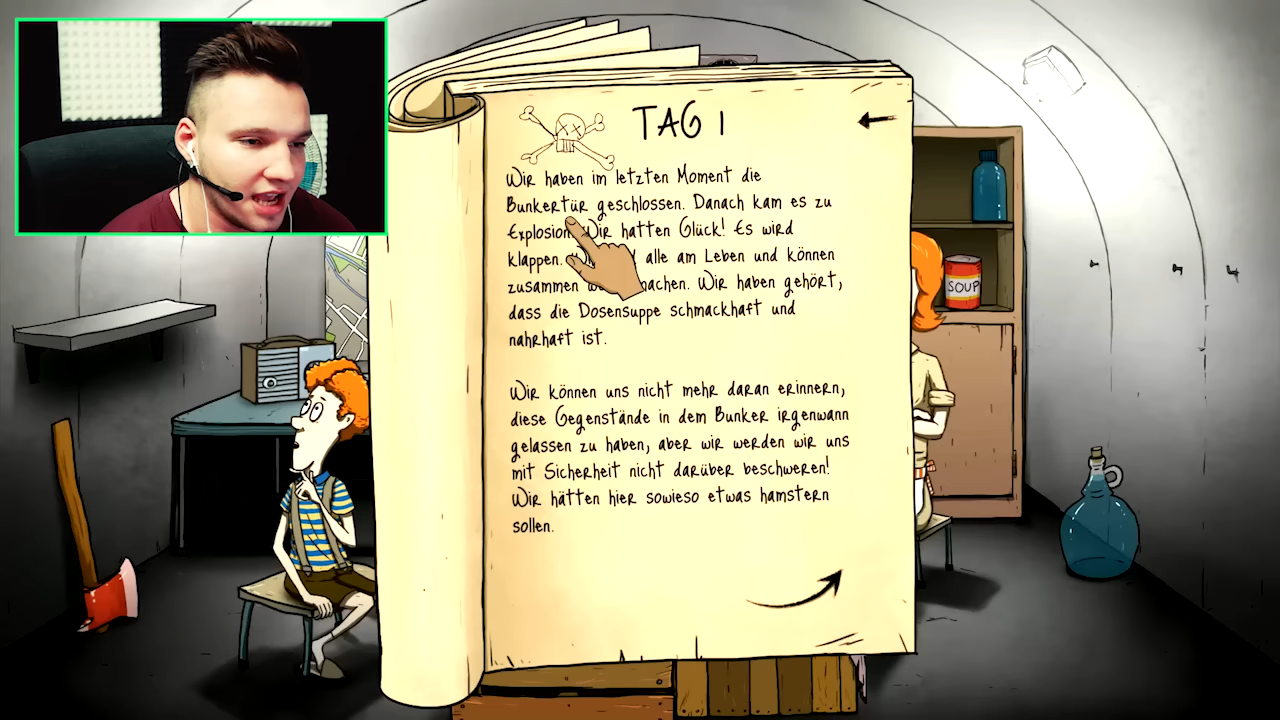 TAG 1
Wir haben im letzten Moment die
Bunkertür geschlossen. Danach kam es zu
Explosion Wir hatten Glück! Es wird
klappen. alle am Leben und können
zusammen machen. Wir haben gehört,
dass die Dosensuppe schmackhaft und
nahrhaft ist.
Wir können uns nicht mehr daran erinnern,
diese Gegenstände in dem Bunker irgenwann
gelassen zu haben, aber wir werden wir uns
mit Sicherheit nicht darüber beschweren!
Wir hätten hier sowieso etwas hamstern
sollen.
SOUP